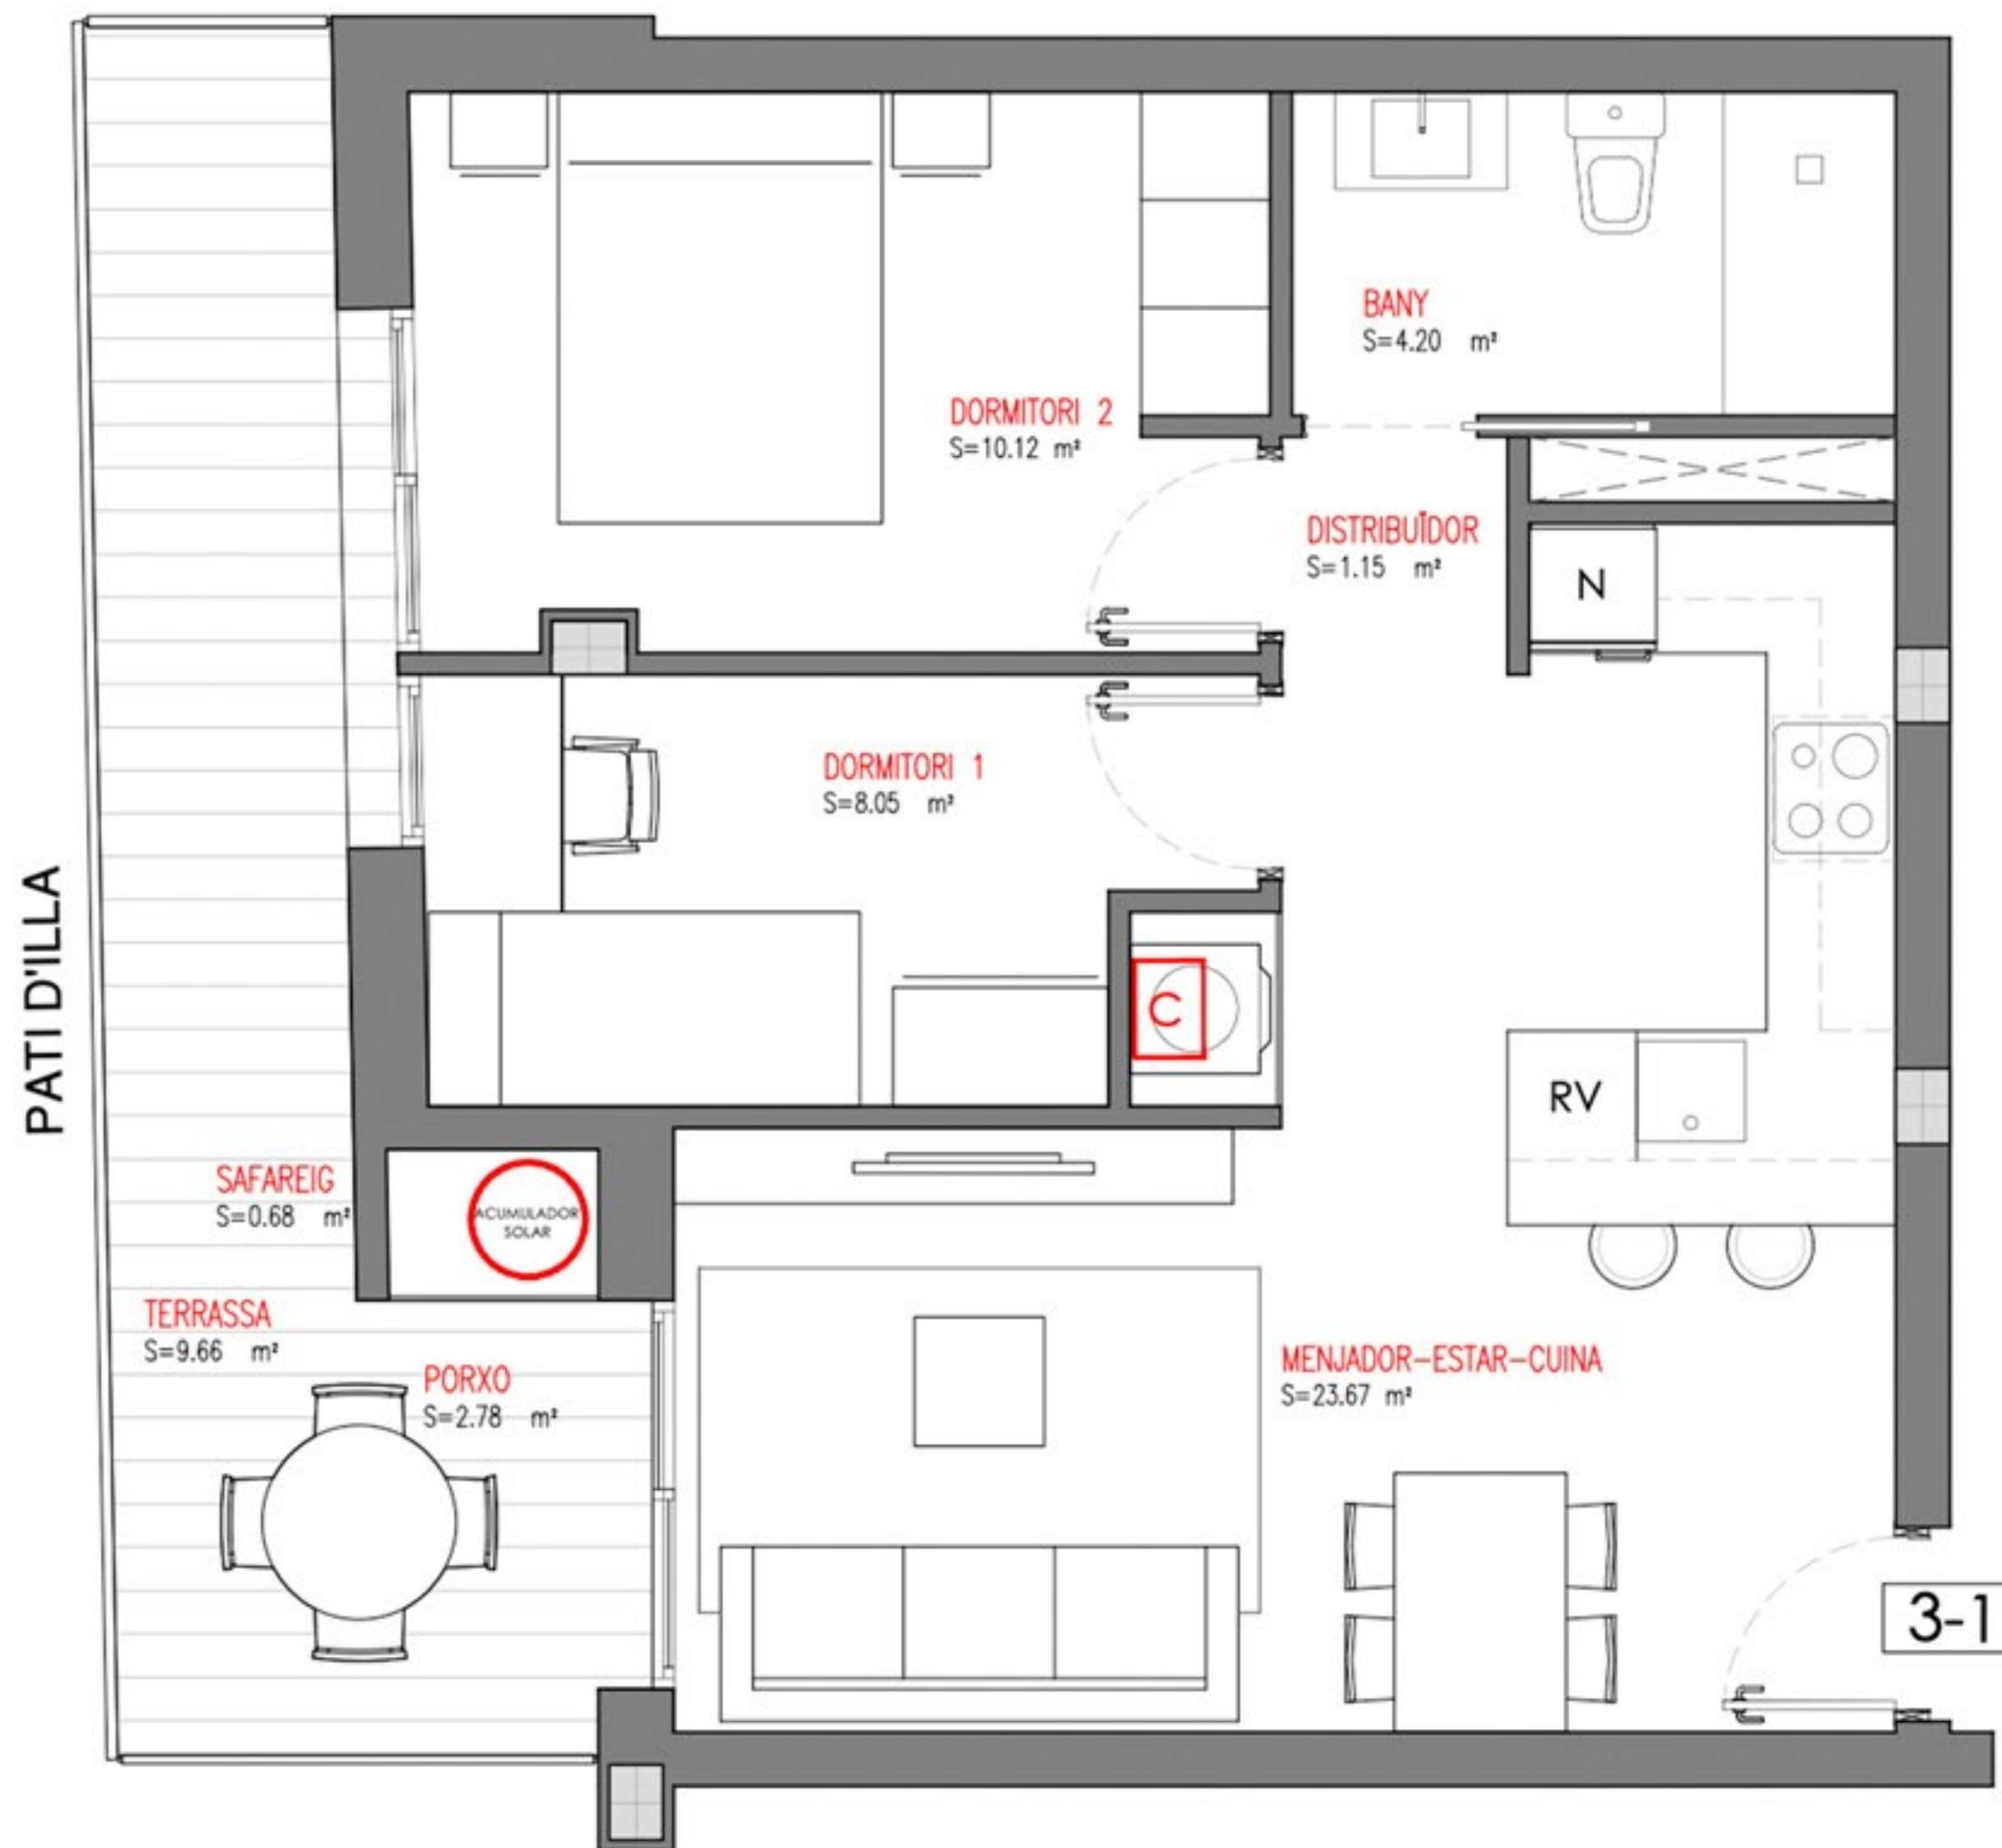 BANY
S=4.20 m²
DORMITORI 2
S=10.12 m²
DISTRIBUÏDOR
S=1.15 m²
N
DORMITORI 1
S=8.05 m²
PATI D'ILLA
C
RV
SAFAREIG
S=0.68 m²
ACUMULADOR
SOLAR
TERRASSA
S=9.66 m²
PORXO
S=2.78 m²
MENJADOR-ESTAR-CUINA
S=23.67 m²
3-1